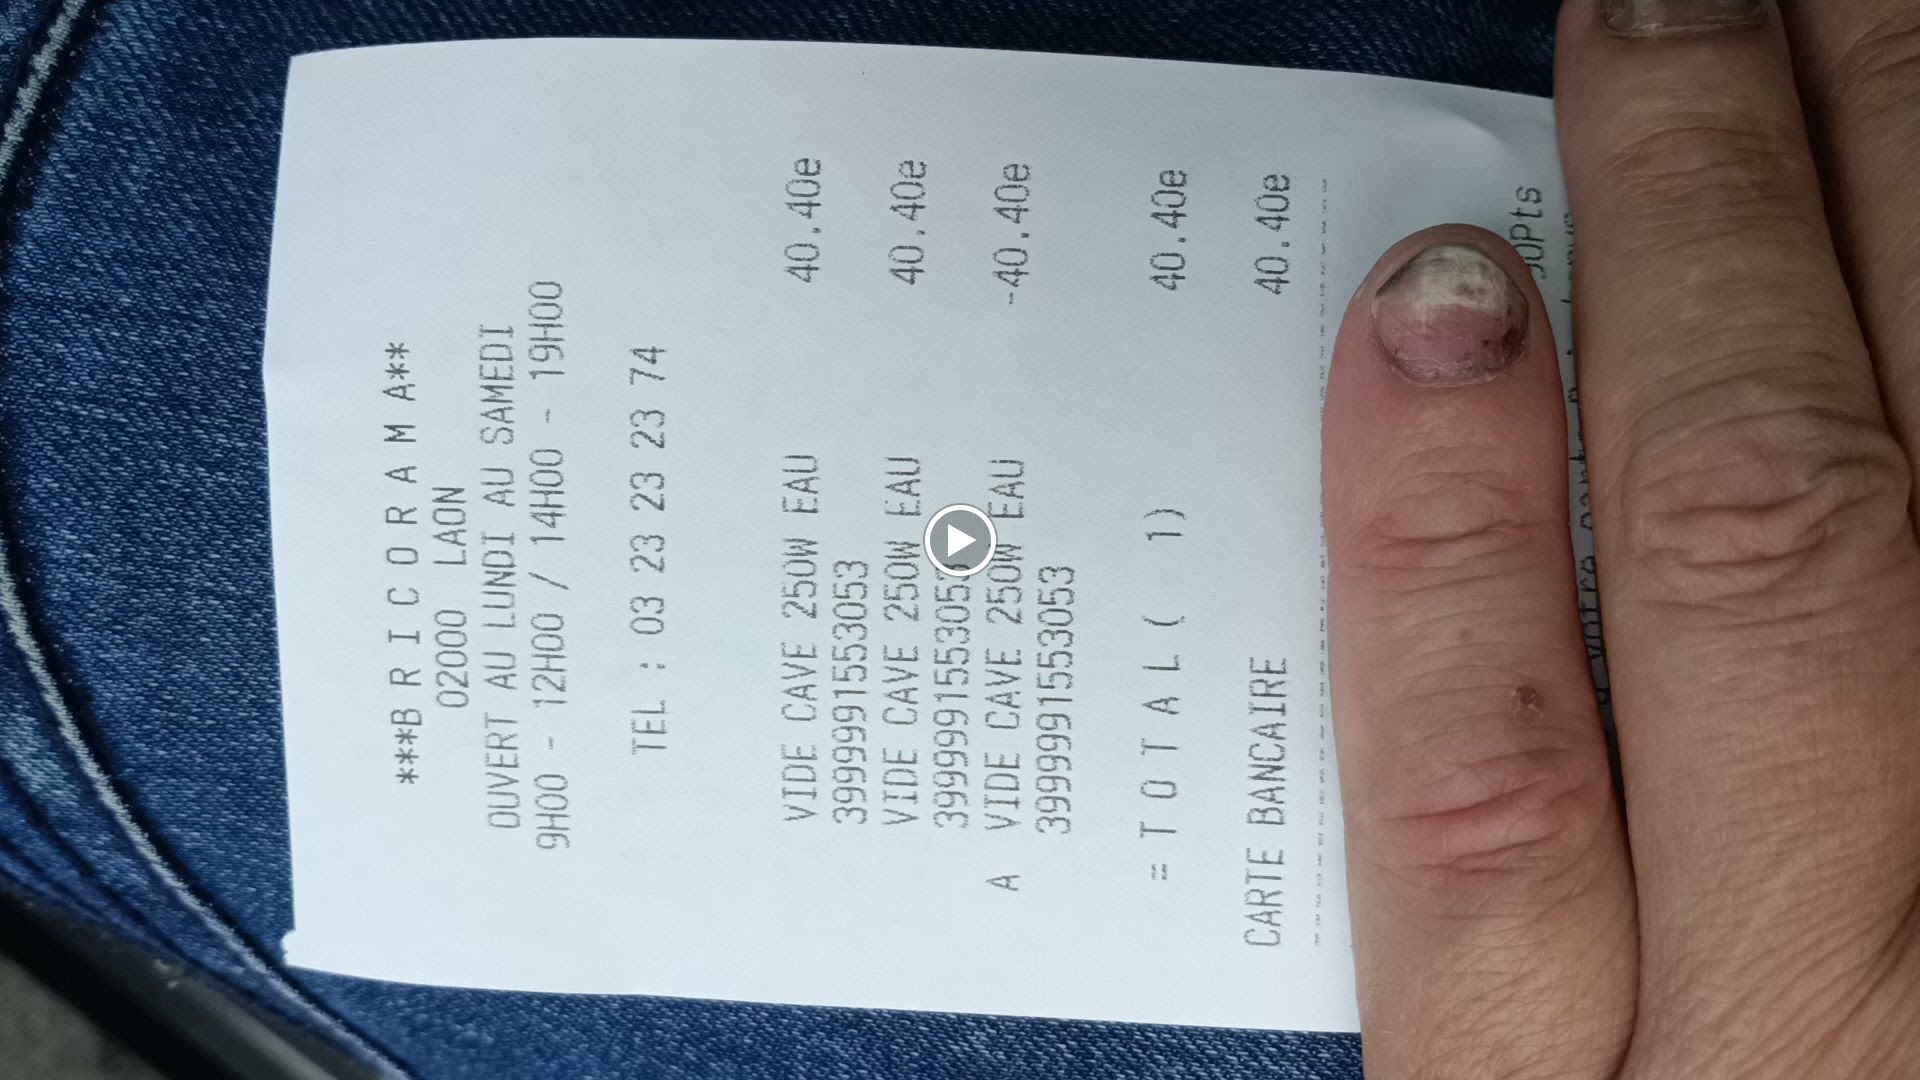 ***B R I C O R A M A**
02000 LAON
OUVERT AU LUNDI AU SAMEDI
9H00 - 12H00 / 14H00 - 19H00
TEL : 03 23 23 23 74
VIDE CAVE 250W EAU 40.40e
3999991553053
VIDE CAVE 250W EAU 40.40e
3999991553053
A VIDE CAVE 250W EAU -40.40e
3999991553053
= T O T A L ( 1) 40.40e
CARTE BANCAIRE 40.40e